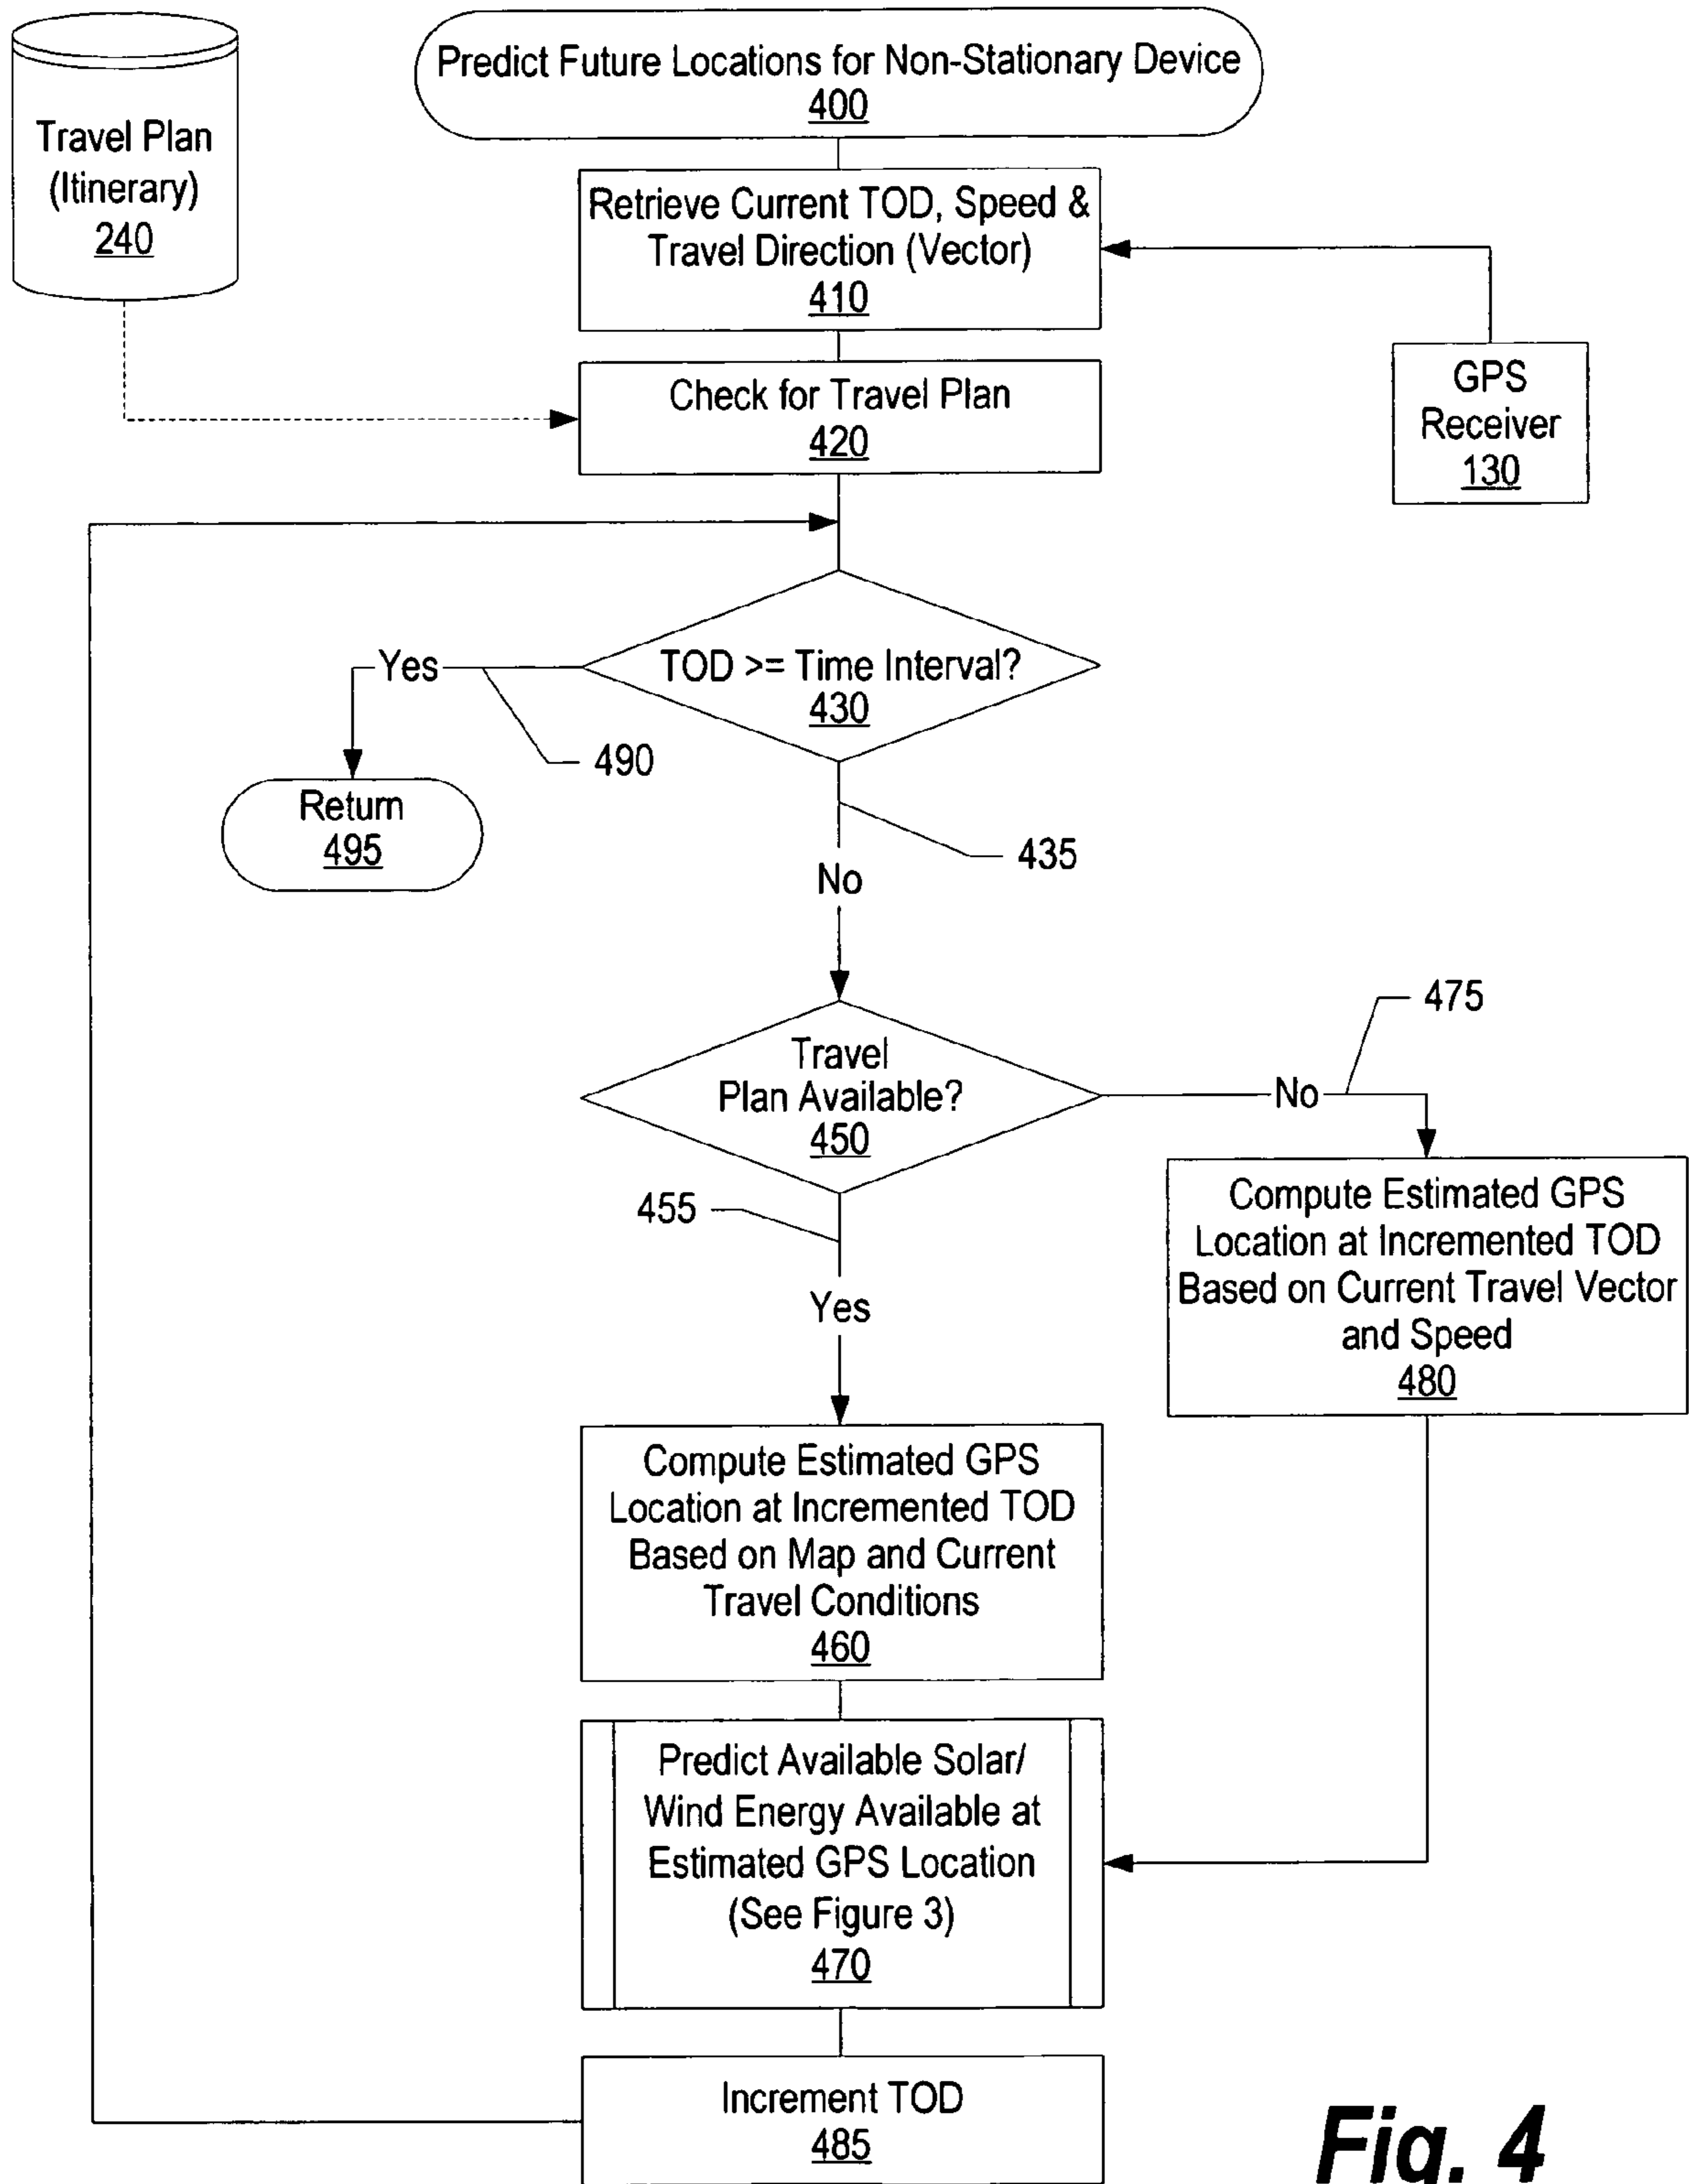 Predict Future Locations for Non-Stationary Device
400
Travel Plan
(Itinerary)
240
Retrieve Current TOD, Speed &
Travel Direction (Vector)
410
GPS
Receiver
130
Check for Travel Plan
420
TOD >= Time Interval?
430
Yes
490
Return
495
435
No
Travel
Plan Available?
450
475
No
455
Yes
Compute Estimated GPS
Location at Incremented TOD
Based on Current Travel Vector
and Speed
480
Compute Estimated GPS
Location at Incremented TOD
Based on Map and Current
Travel Conditions
460
Predict Available Solar/
Wind Energy Available at
Estimated GPS Location
(See Figure 3)
470
Increment TOD
485
Fig. 4